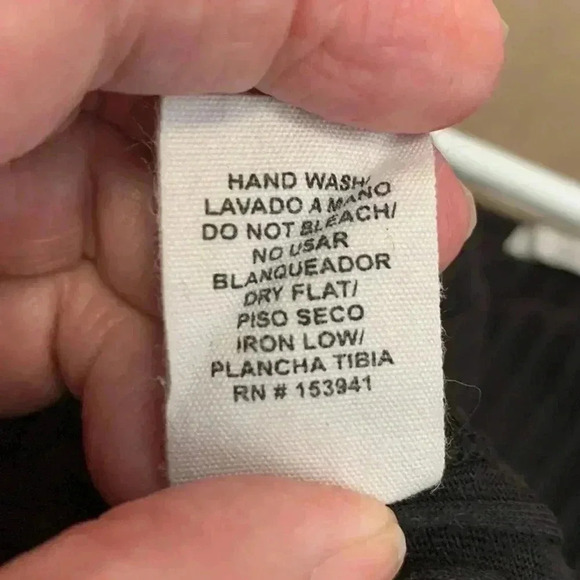 HAND WASH/
LAVADO A MANO
DO NOT BLEACH/
NO USAR
BLANQUEADOR
DRY FLAT/
PISO SECO
IRON LOW/
PLANCHA TIBIA
RN # 153941